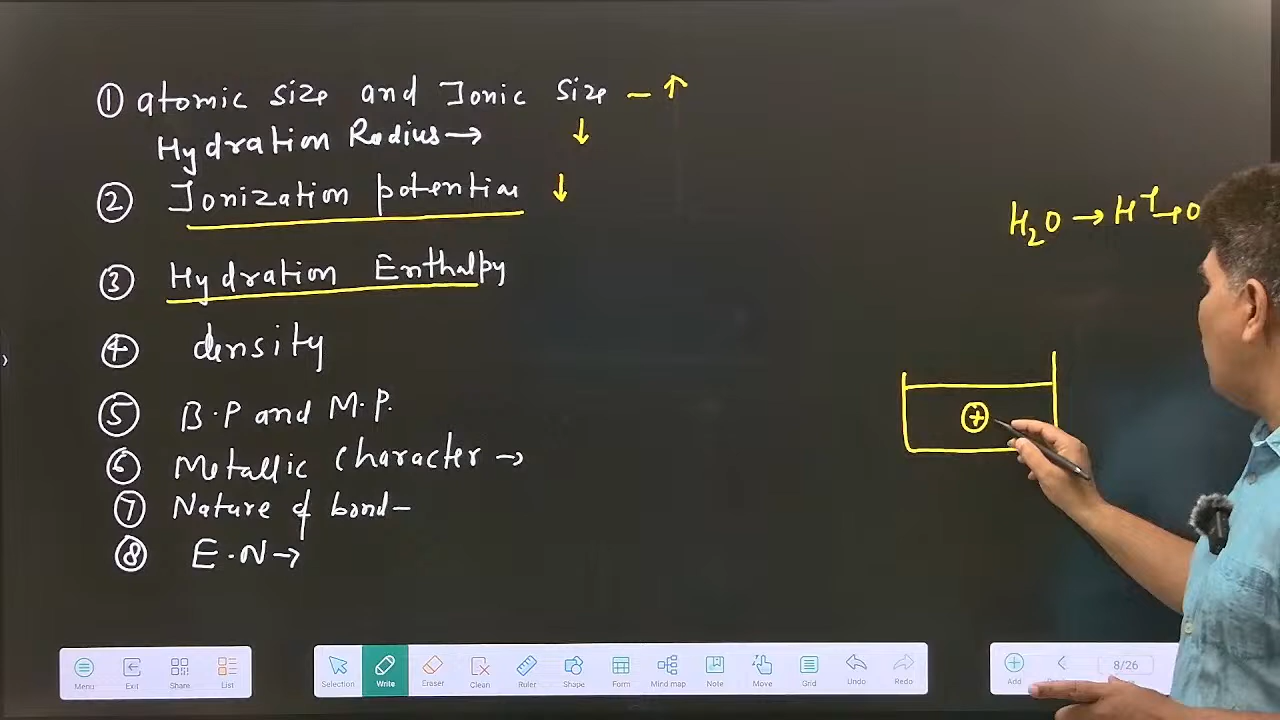 ① atomic size and Ionic size – ↑
Hydration Radius → ↓
② Ionization potential ↓
③ Hydration Enthalpy
④ density
⑤ B.P and M.P.
⑥ Metallic character →
⑦ Nature of bond –
⑧ E.N →
H₂O → H⁺ → O
+
Menu
Exit
Share
List
Selection
Write
Eraser
Clean
Ruler
Shape
Form
Mind map
Note
Move
Grid
Undo
Redo
Add
8/26